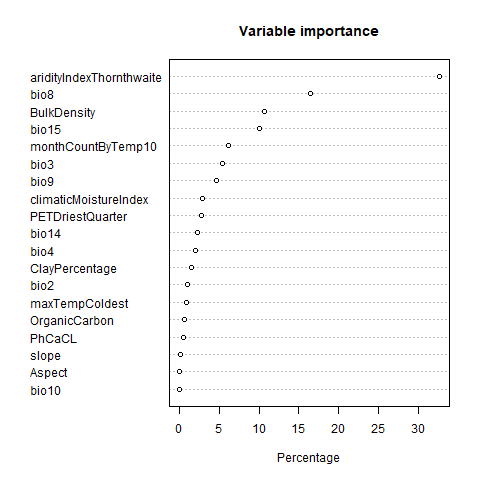 Variable importance
aridityIndexThornthwaite
bio8
BulkDensity
bio15
monthCountByTemp10
bio3
bio9
climaticMoistureIndex
PETDriestQuarter
bio14
bio4
ClayPercentage
bio2
maxTempColdest
OrganicCarbon
PhCaCL
slope
Aspect
bio10
0 5 10 15 20 25 30
Percentage